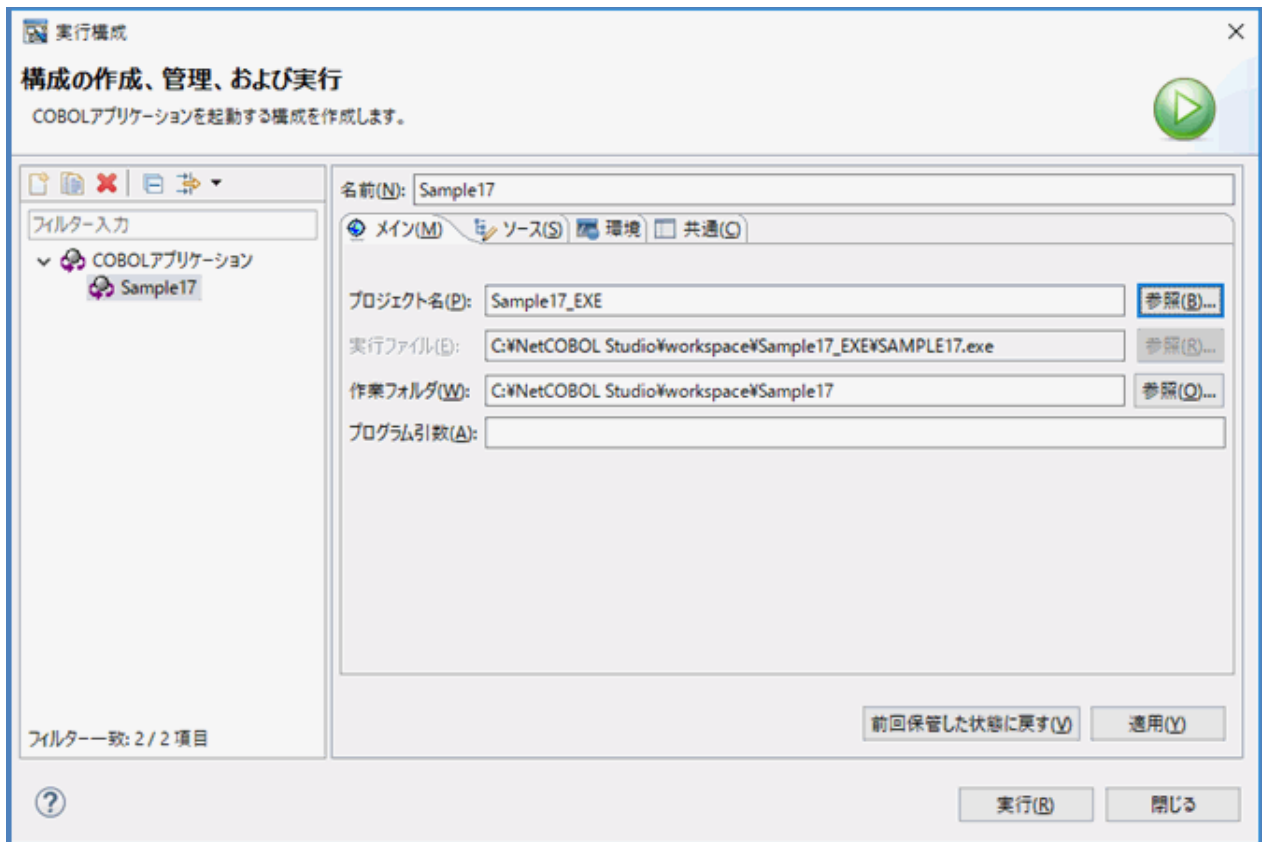 実行構成
構成の作成、管理、および実行
COBOLアプリケーションを起動する構成を作成します。
フィルター入力
COBOLアプリケーション
Sample17
フィルター一致: 2 / 2 項目
名前(N): Sample17
メイン(M) ソース(S) 環境 共通(C)
プロジェクト名(P): Sample17_EXE 参照(B)...
実行ファイル(E): C:¥NetCOBOL Studio¥workspace¥Sample17_EXE¥SAMPLE17.exe 参照(R)...
作業フォルダ(W): C:¥NetCOBOL Studio¥workspace¥Sample17 参照(O)...
プログラム引数(A):
前回保管した状態に戻す(V) 適用(Y)
実行(R) 閉じる